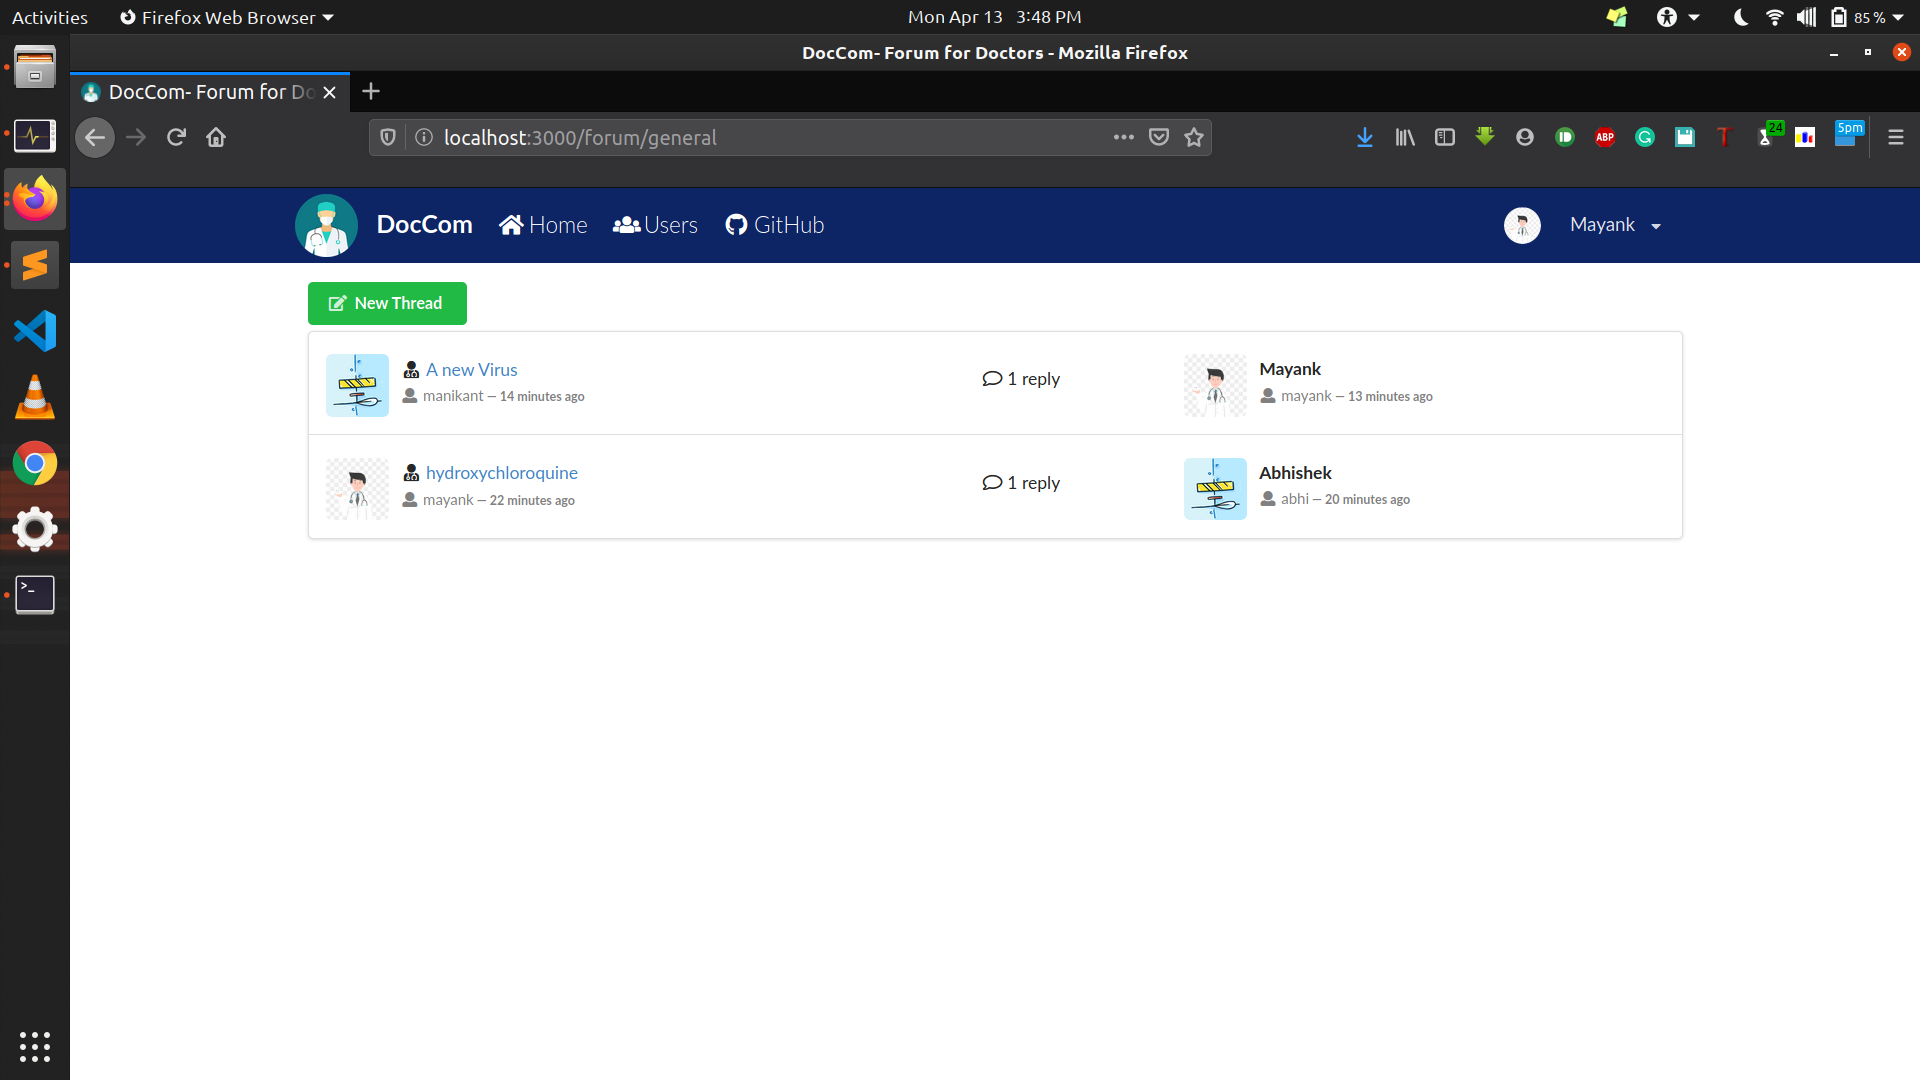 Activities Firefox Web Browser Mon Apr 13 3:48 PM 85 %
DocCom- Forum for Doctors - Mozilla Firefox
DocCom- Forum for Do
localhost:3000/forum/general
ABP 24 5pm
DocCom Home Users GitHub Mayank
New Thread
A new Virus 1 reply Mayank
manikant — 14 minutes ago mayank — 13 minutes ago
hydroxychloroquine 1 reply Abhishek
mayank — 22 minutes ago abhi — 20 minutes ago